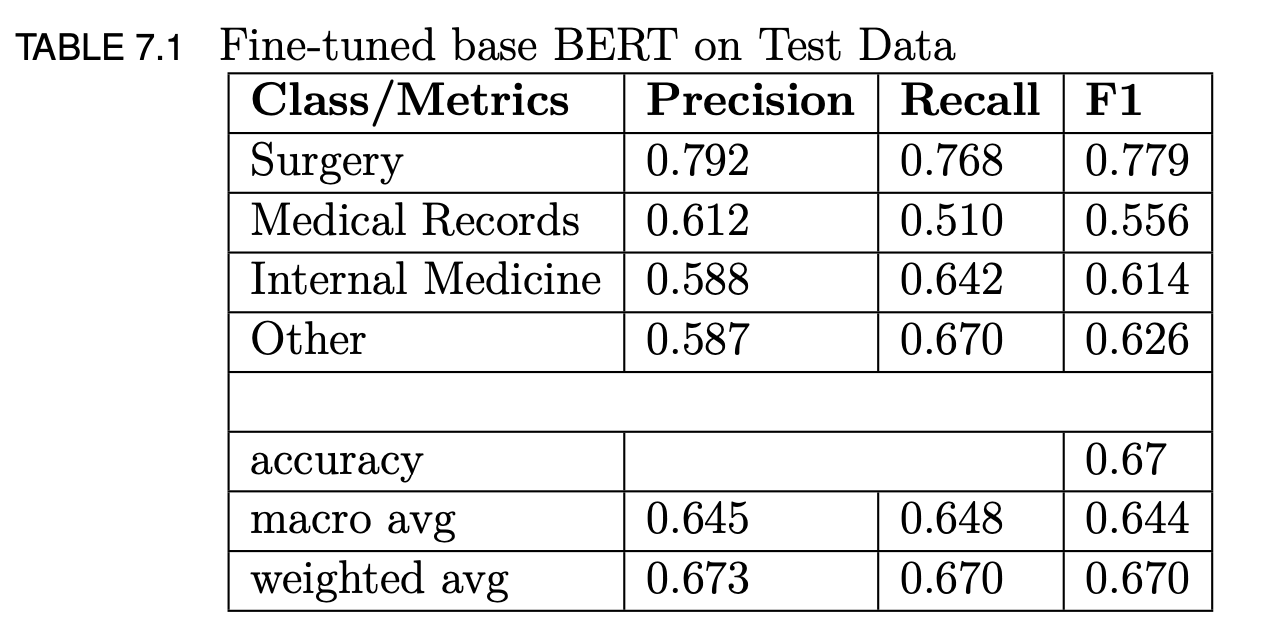 TABLE 7.1 Fine-tuned base BERT on Test Data
Class/Metrics Precision Recall F1
Surgery 0.792 0.768 0.779
Medical Records 0.612 0.510 0.556
Internal Medicine 0.588 0.642 0.614
Other 0.587 0.670 0.626
accuracy 0.67
macro avg 0.645 0.648 0.644
weighted avg 0.673 0.670 0.670